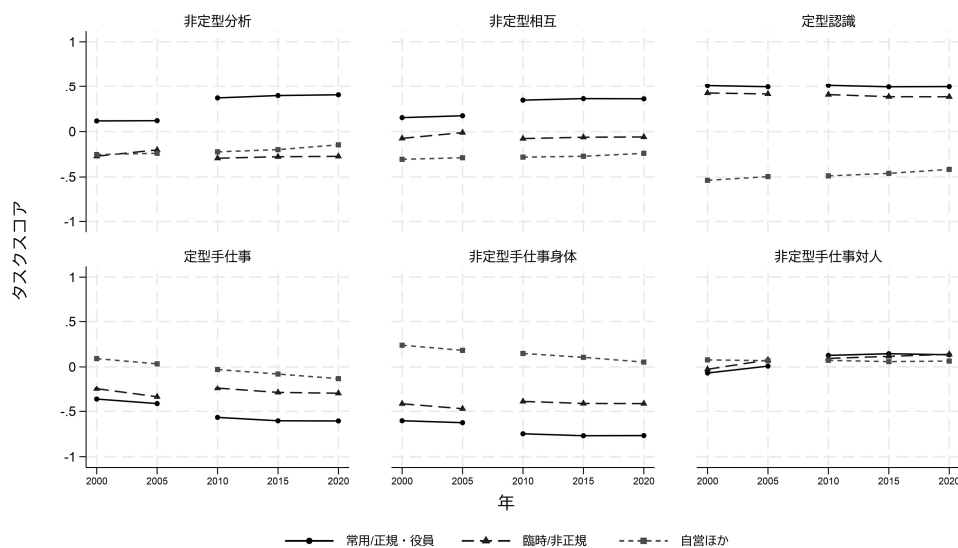 非定型分析
非定型相互
定型認識
1
.5
0
-.5
-1
定型手仕事
非定型手仕事身体
非定型手仕事対人
1
.5
0
-.5
-1
タスクスコア
2000 2005 2010 2015 2020
2000 2005 2010 2015 2020
2000 2005 2010 2015 2020
年
常用/正規・役員
臨時/非正規
自営ほか